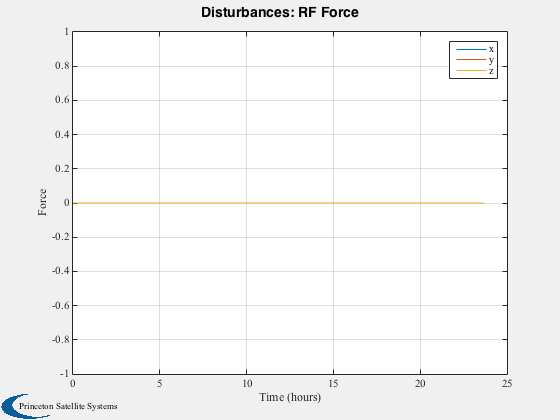 Disturbances: RF Force
x
y
z
1
0.8
0.6
0.4
0.2
0
-0.2
-0.4
-0.6
-0.8
-1
Force
0 5 10 15 20 25
Time (hours)
Princeton Satellite Systems